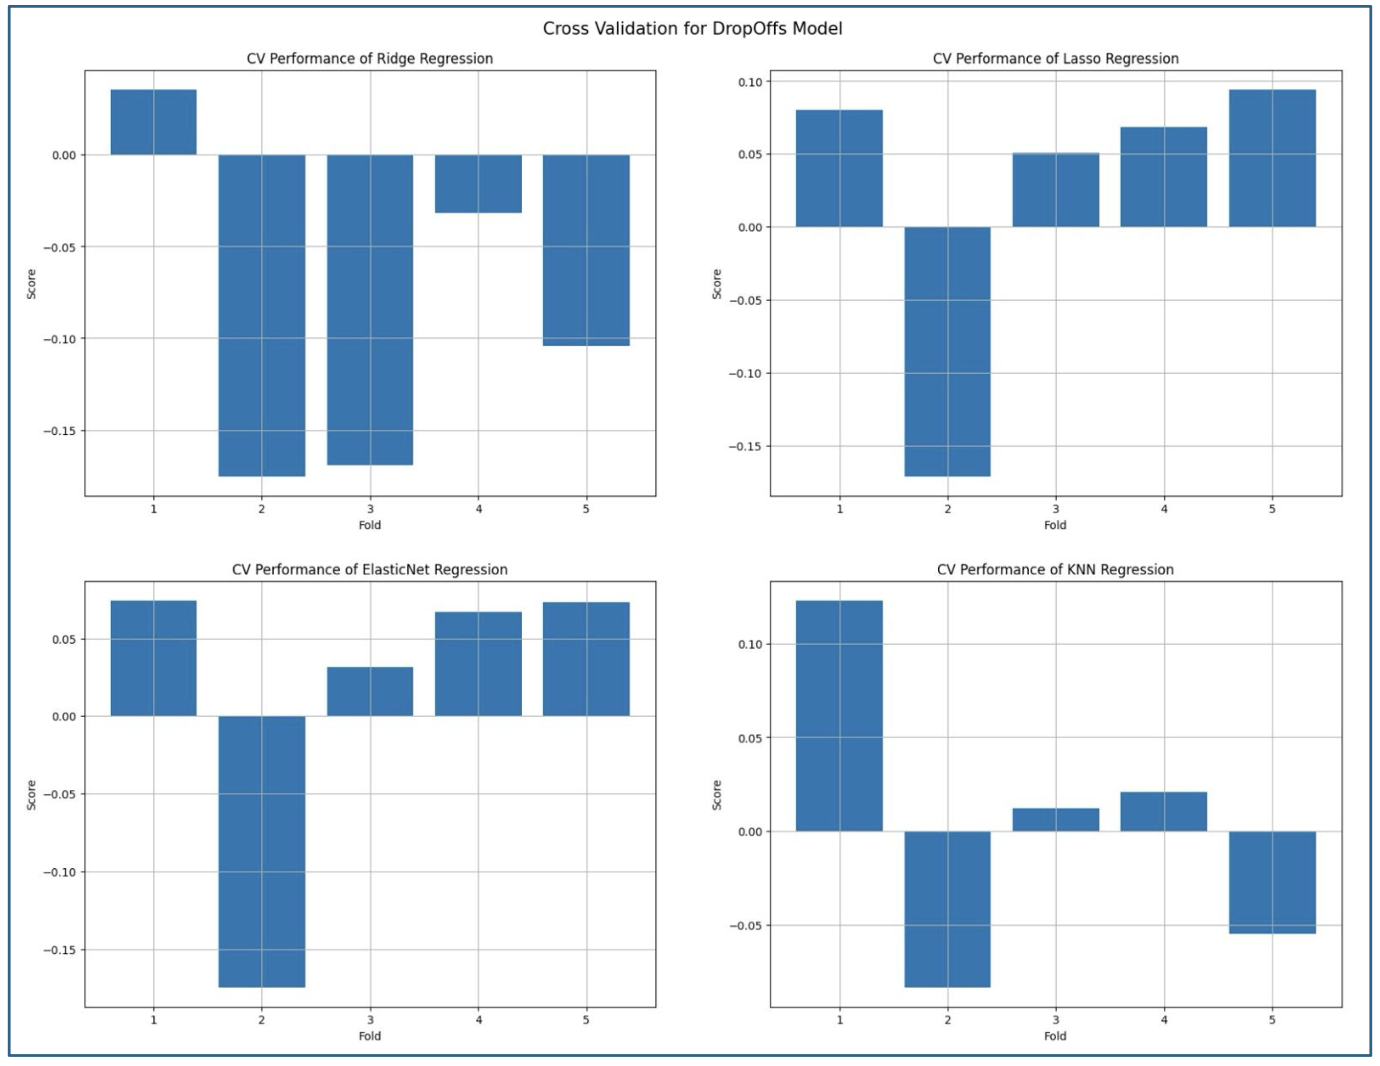 Cross Validation for DropOffs Model
CV Performance of Ridge Regression
0.00
−0.05
−0.10
−0.15
Score
1 2 3 4 5
Fold
CV Performance of Lasso Regression
0.10
0.05
0.00
−0.05
−0.10
−0.15
Score
1 2 3 4 5
Fold
CV Performance of ElasticNet Regression
0.05
0.00
−0.05
−0.10
−0.15
Score
1 2 3 4 5
Fold
CV Performance of KNN Regression
0.10
0.05
0.00
−0.05
Score
1 2 3 4 5
Fold